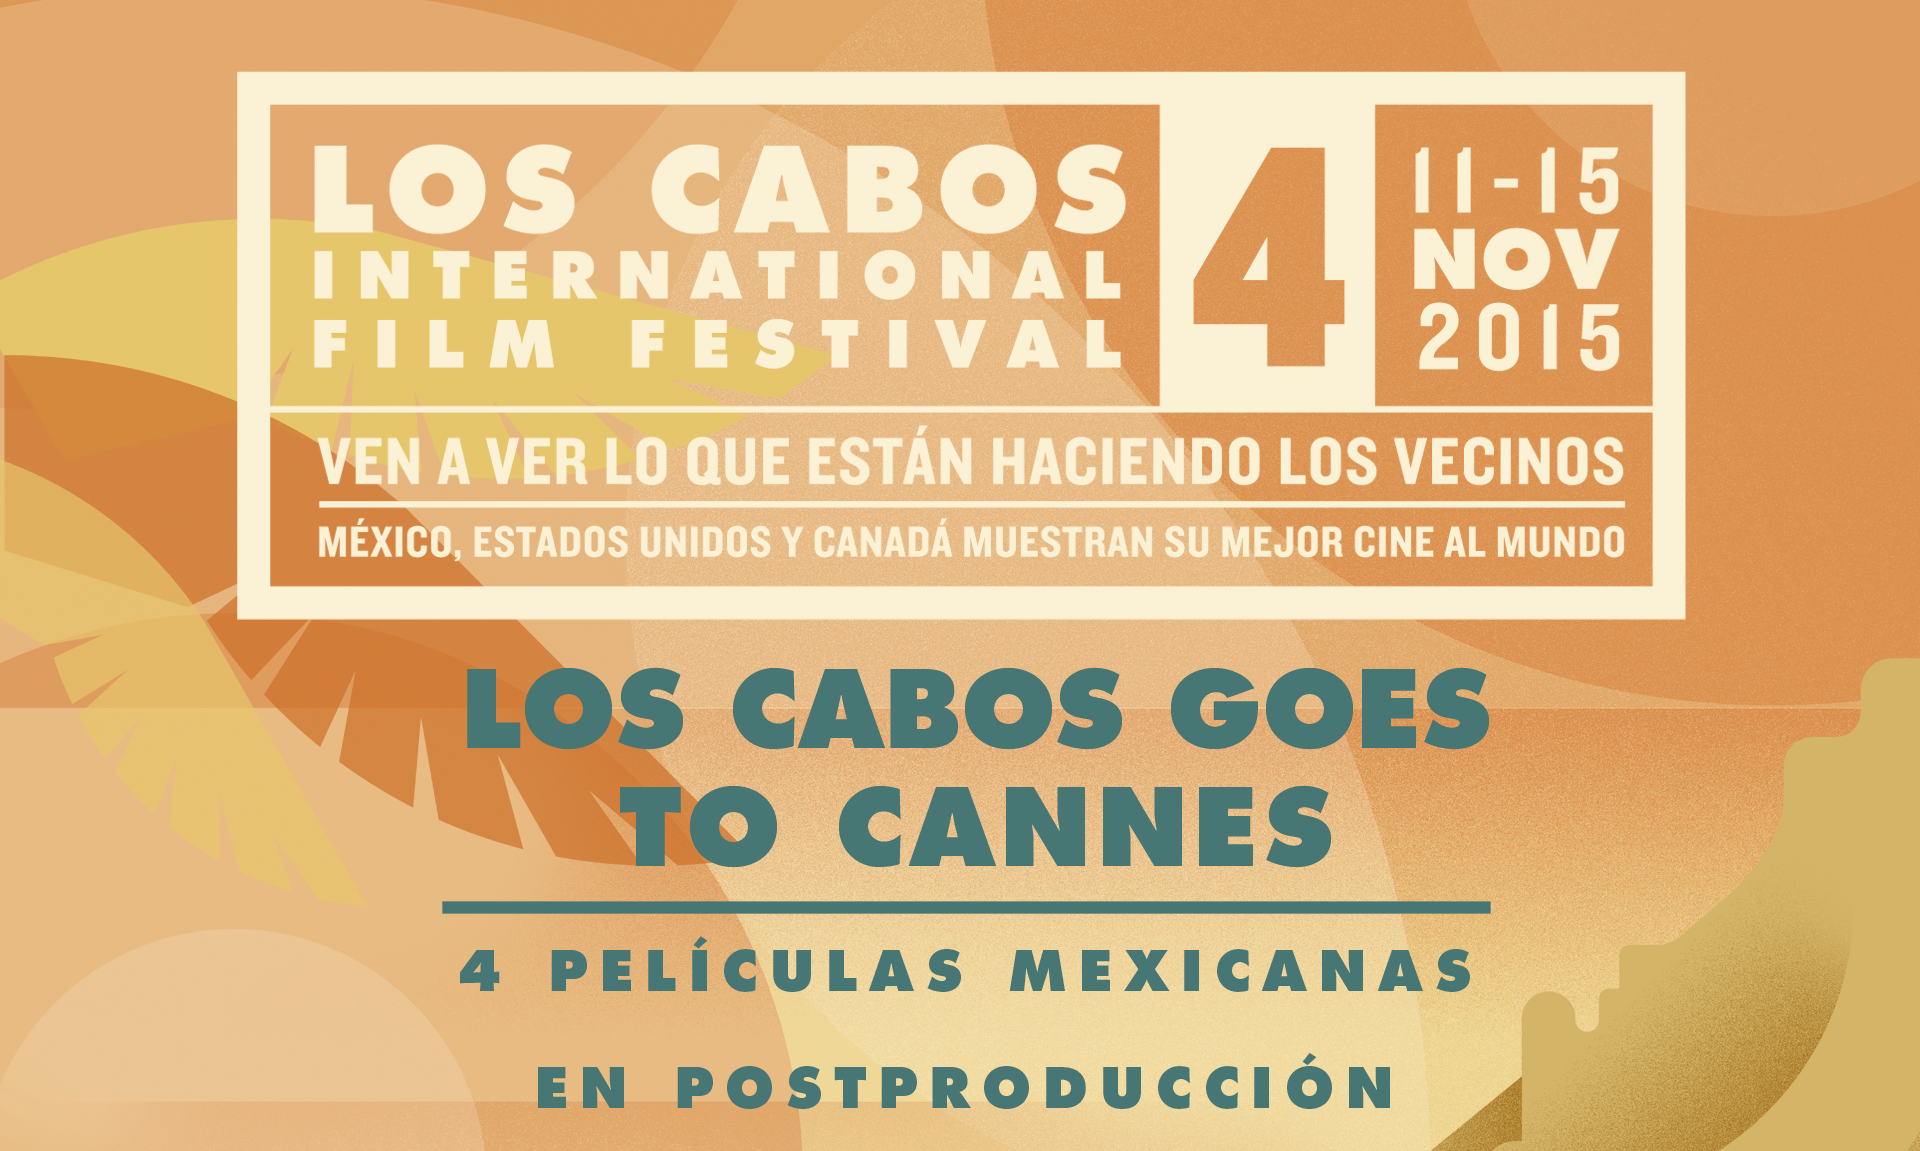 LOS CABOS
INTERNATIONAL
FILM FESTIVAL
4
11-15
NOV
2015
VEN A VER LO QUE ESTÁN HACIENDO LOS VECINOS
MÉXICO, ESTADOS UNIDOS Y CANADÁ MUESTRAN SU MEJOR CINE AL MUNDO
LOS CABOS GOES
TO CANNES
4 PELÍCULAS MEXICANAS
EN POSTPRODUCCIÓN